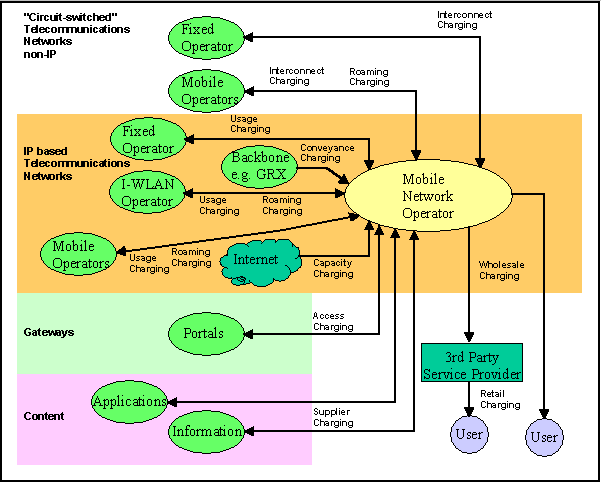 "Circuit-switched"
Telecommunications
Networks
non-IP
Fixed
Operator
Interconnect
Charging
Mobile
Operators
Interconnect
Charging
Roaming
Charging
IP based
Telecommunications
Networks
Fixed
Operator
Usage
Charging
Backbone
e.g. GRX
Conveyance
Charging
I-WLAN
Operator
Usage
Charging
Roaming
Charging
Mobile
Network
Operator
Mobile
Operators
Usage
Charging
Roaming
Charging
Internet
Capacity
Charging
Wholesale
Charging
Gateways
Portals
Access
Charging
3rd Party
Service Provider
Retail
Charging
Content
Applications
Information
Supplier
Charging
User
User